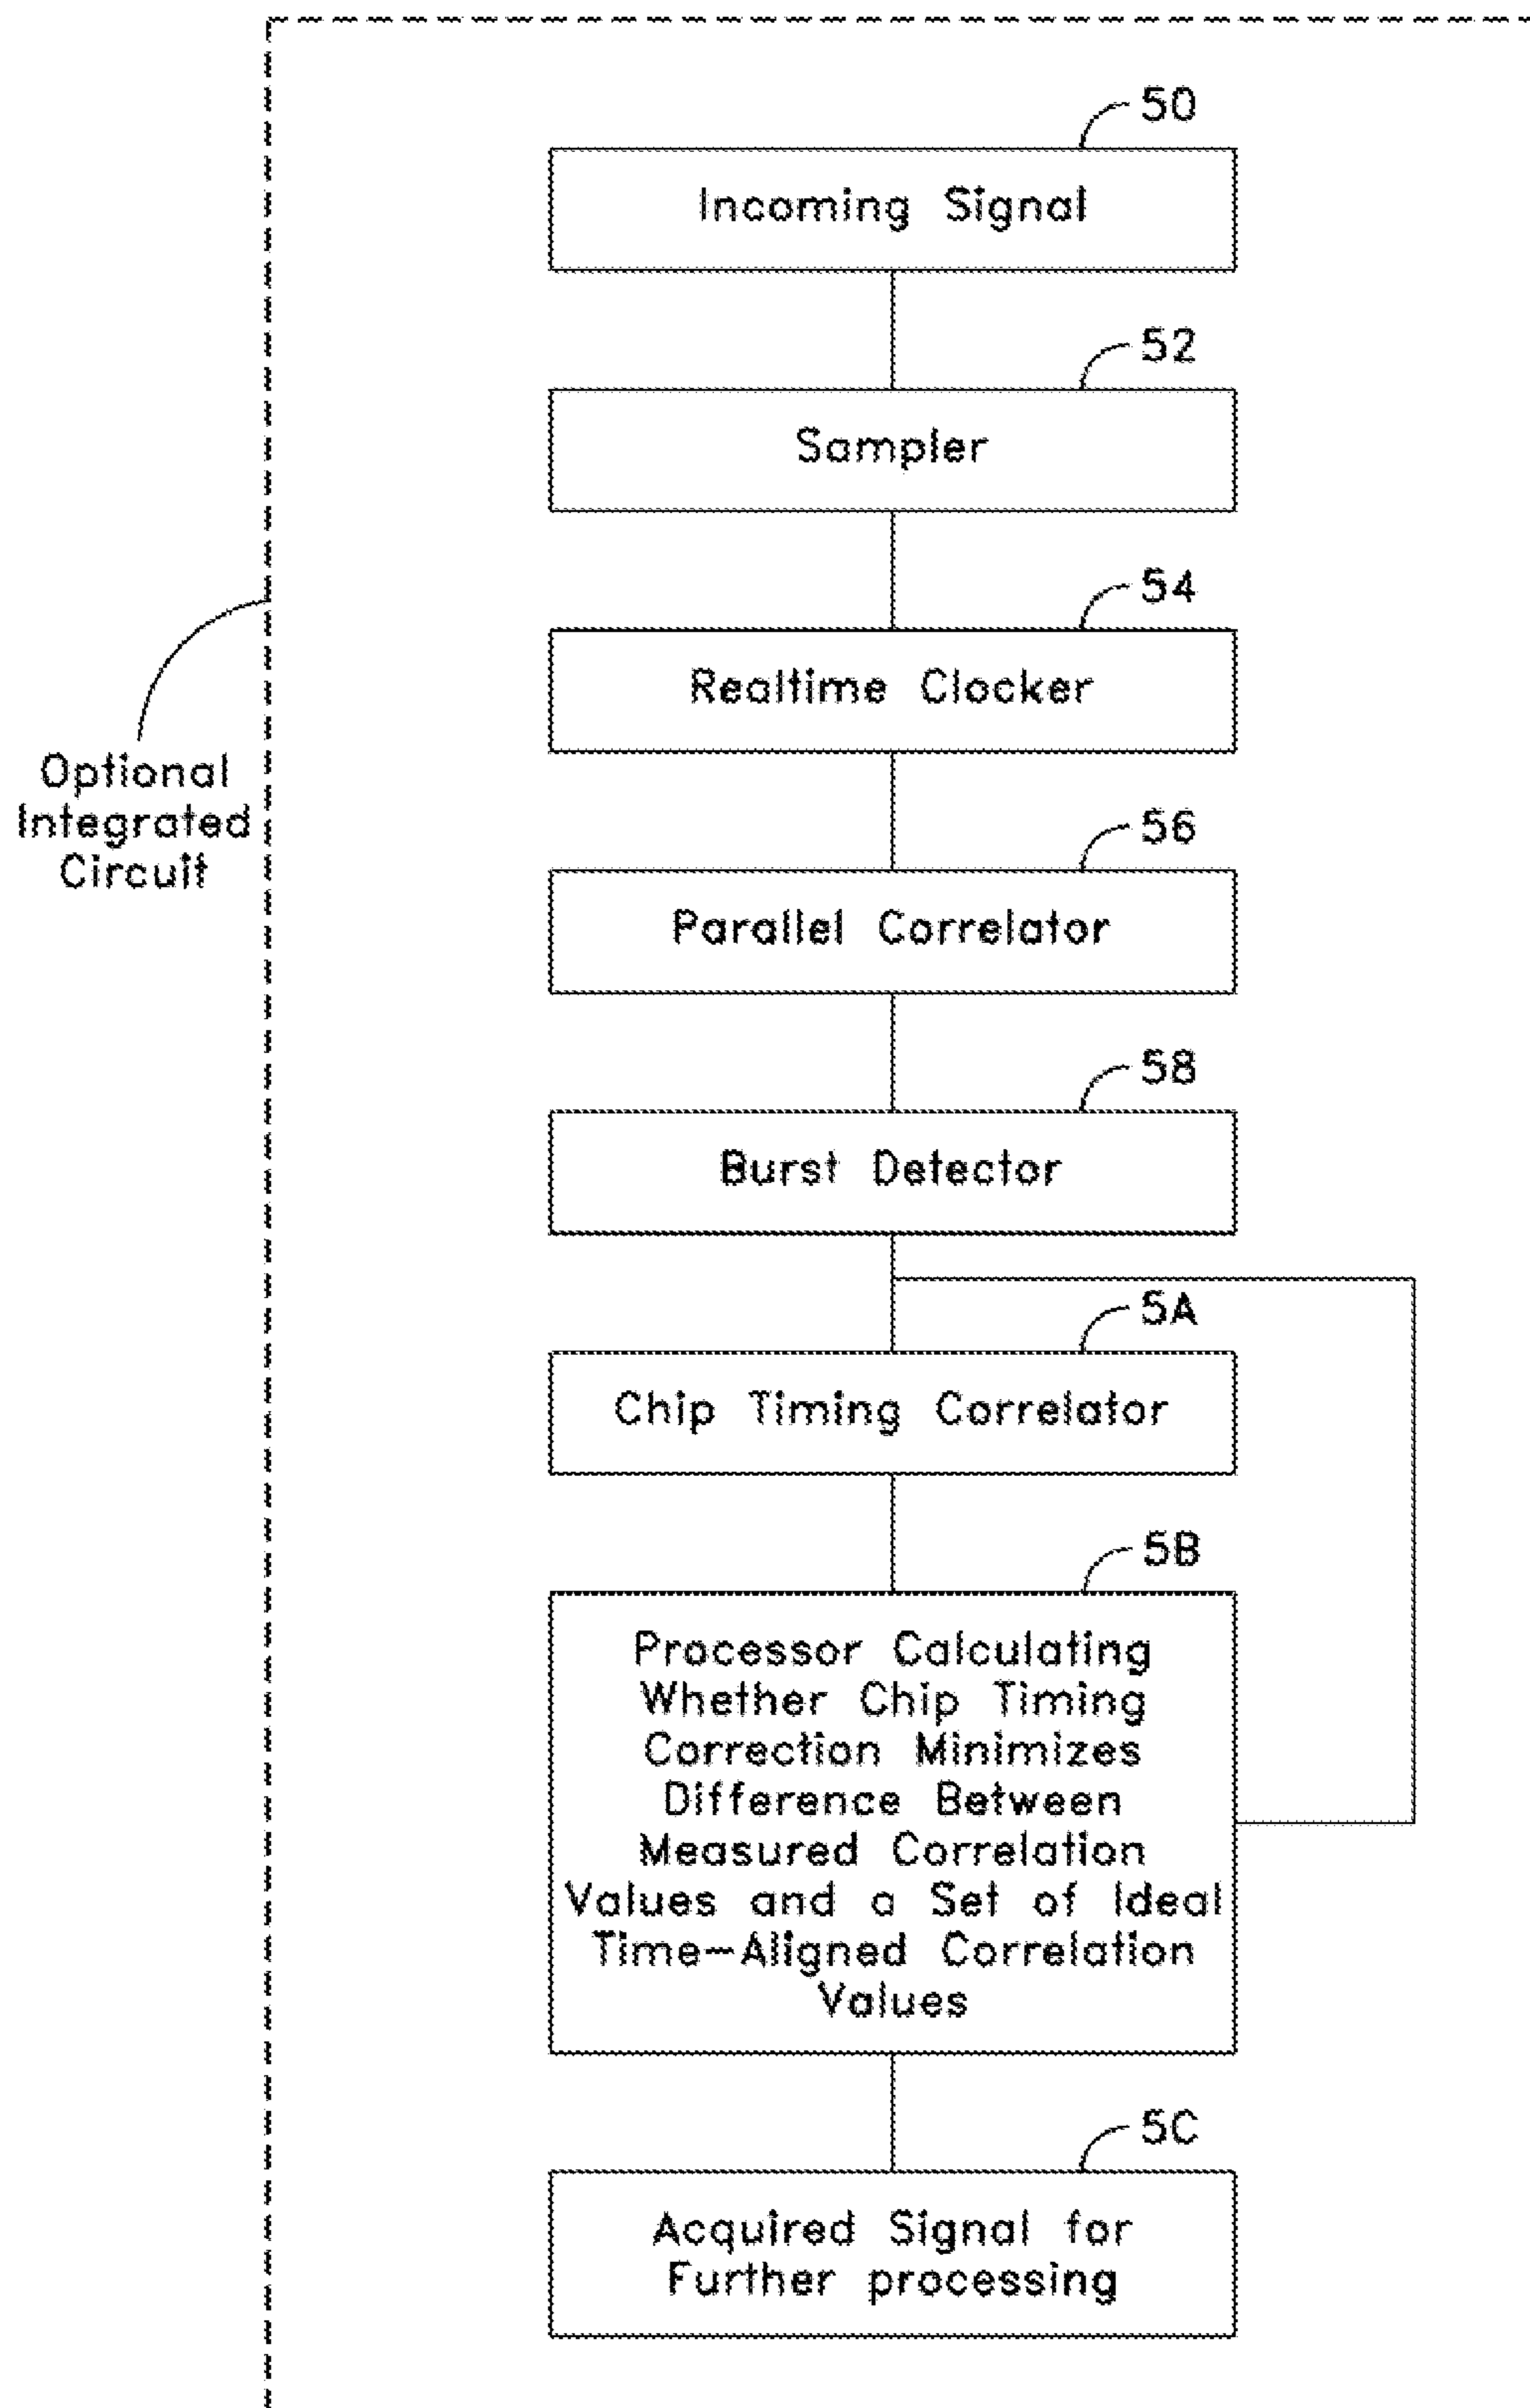 50
Incoming Signal
52
Sampler
54
Realtime Clocker
Optional
Integrated
Circuit
56
Parallel Correlator
58
Burst Detector
5A
Chip Timing Correlator
5B
Processor Calculating
Whether Chip Timing
Correction Minimizes
Difference Between
Measured Correlation
Values and a Set of Ideal
Time-Aligned Correlation
Values
5C
Acquired Signal for
Further processing